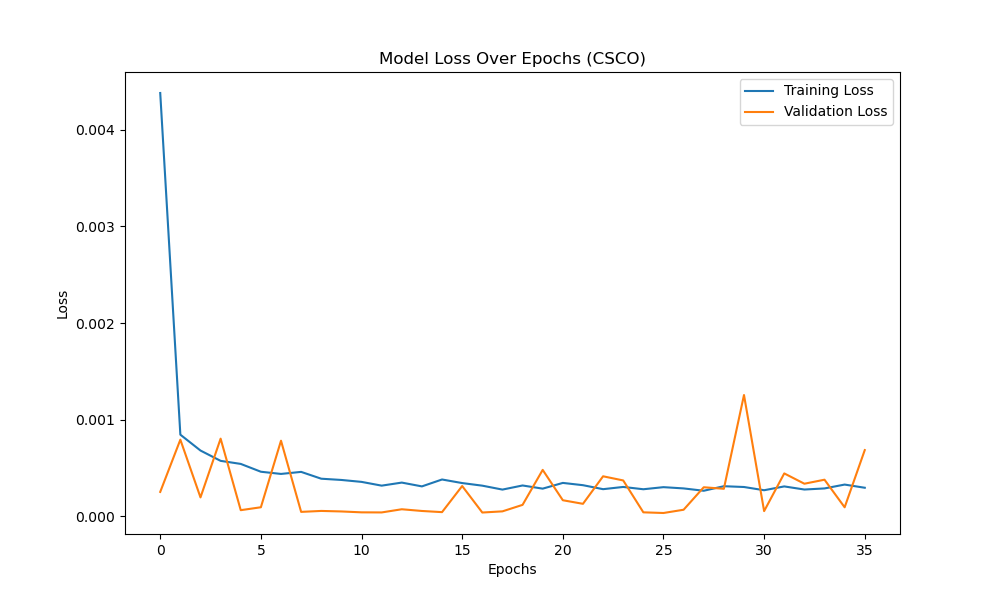 Model Loss Over Epochs (CSCO)
Training Loss
Validation Loss
Loss
0.004
0.003
0.002
0.001
0.000
0 5 10 15 20 25 30 35
Epochs